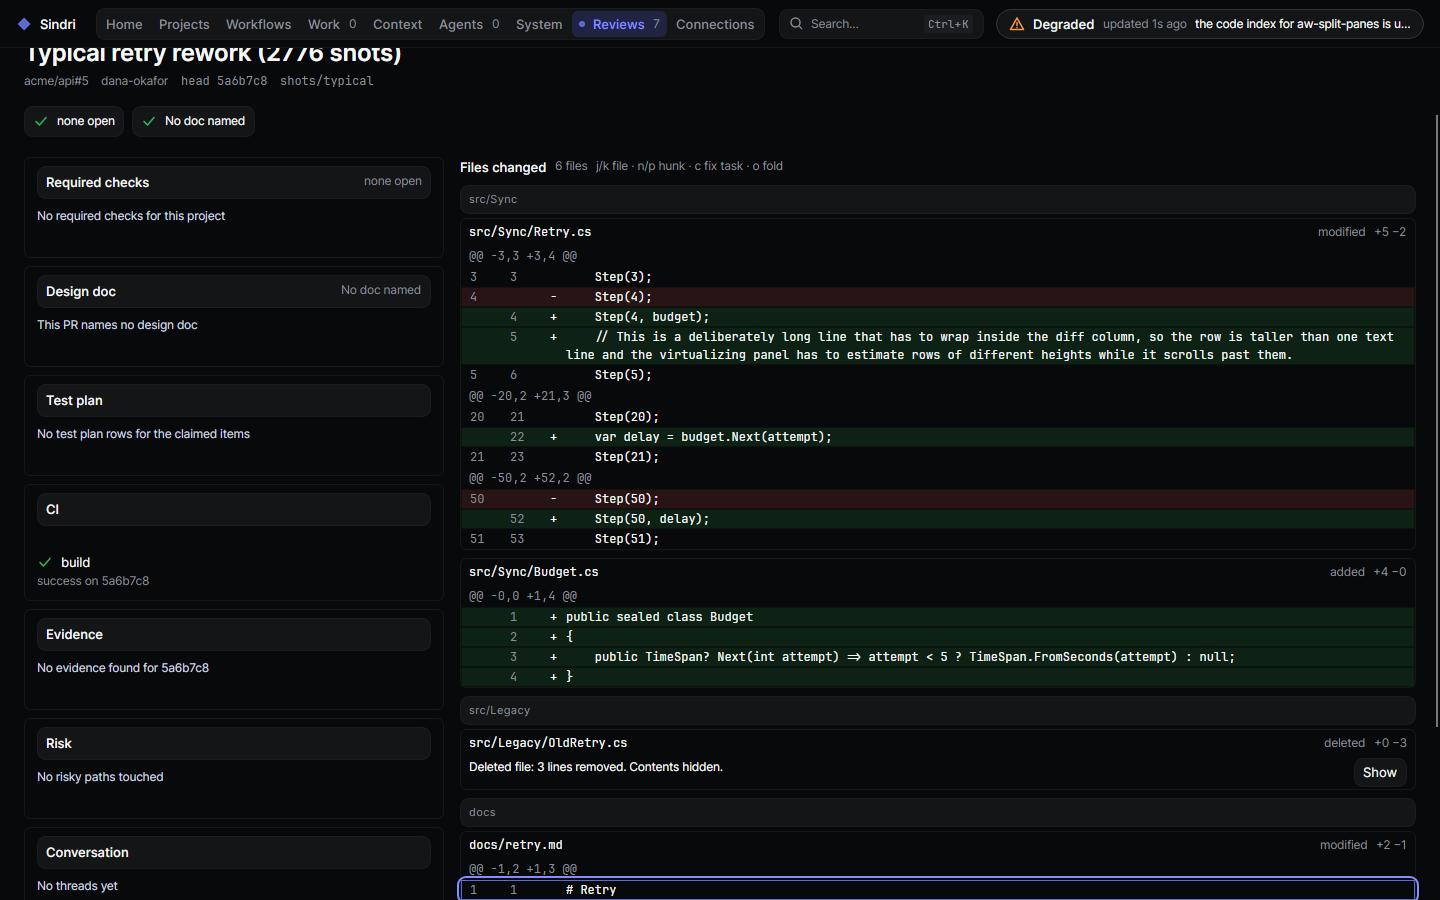 Sindri
Home Projects Workflows Work 0 Context Agents 0 System Reviews 7 Connections
Search... Ctrl+K
Degraded updated 1s ago the code index for aw-split-panes is u...
Typical retry rework (2776 shots)
acme/api#5 dana-okafor head 5a6b7c8 shots/typical
none open No doc named
Required checks none open
No required checks for this project
Design doc No doc named
This PR names no design doc
Test plan
No test plan rows for the claimed items
CI
build
success on 5a6b7c8
Evidence
No evidence found for 5a6b7c8
Risk
No risky paths touched
Conversation
No threads yet
Files changed 6 files j/k file · n/p hunk · c fix task · o fold
src/Sync
src/Sync/Retry.cs modified +5 −2
@@ -3,3 +3,4 @@
3 3 Step(3);
4 - Step(4);
4 + Step(4, budget);
5 + // This is a deliberately long line that has to wrap inside the diff column, so the row is taller than one text
line and the virtualizing panel has to estimate rows of different heights while it scrolls past them.
5 6 Step(5);
@@ -20,2 +21,3 @@
20 21 Step(20);
22 + var delay = budget.Next(attempt);
21 23 Step(21);
@@ -50,2 +52,2 @@
50 - Step(50);
52 + Step(50, delay);
51 53 Step(51);
src/Sync/Budget.cs added +4 −0
@@ -0,0 +1,4 @@
1 + public sealed class Budget
2 + {
3 + public TimeSpan? Next(int attempt) => attempt < 5 ? TimeSpan.FromSeconds(attempt) : null;
4 + }
src/Legacy
src/Legacy/OldRetry.cs deleted +0 −3
Deleted file: 3 lines removed. Contents hidden.
Show
docs
docs/retry.md modified +2 −1
@@ -1,2 +1,3 @@
1 1 # Retry